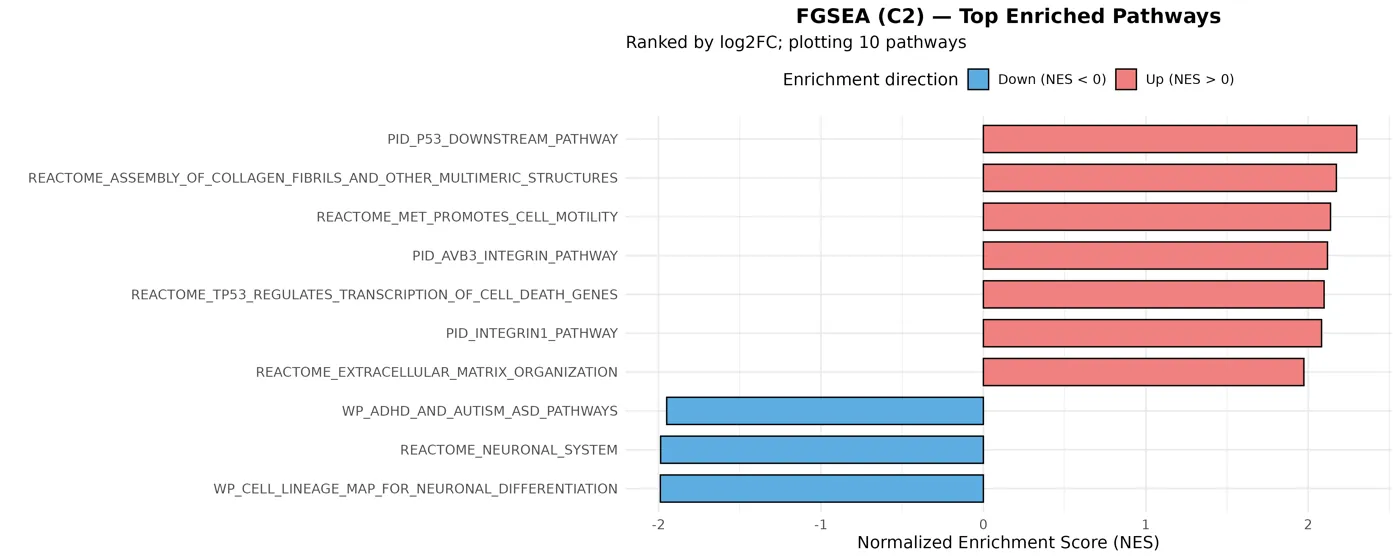 FGSEA (C2) — Top Enriched Pathways
Ranked by log2FC; plotting 10 pathways
Enrichment direction Down (NES < 0) Up (NES > 0)
PID_P53_DOWNSTREAM_PATHWAY
REACTOME_ASSEMBLY_OF_COLLAGEN_FIBRILS_AND_OTHER_MULTIMERIC_STRUCTURES
REACTOME_MET_PROMOTES_CELL_MOTILITY
PID_AVB3_INTEGRIN_PATHWAY
REACTOME_TP53_REGULATES_TRANSCRIPTION_OF_CELL_DEATH_GENES
PID_INTEGRIN1_PATHWAY
REACTOME_EXTRACELLULAR_MATRIX_ORGANIZATION
WP_ADHD_AND_AUTISM_ASD_PATHWAYS
REACTOME_NEURONAL_SYSTEM
WP_CELL_LINEAGE_MAP_FOR_NEURONAL_DIFFERENTIATION
-2 -1 0 1 2
Normalized Enrichment Score (NES)